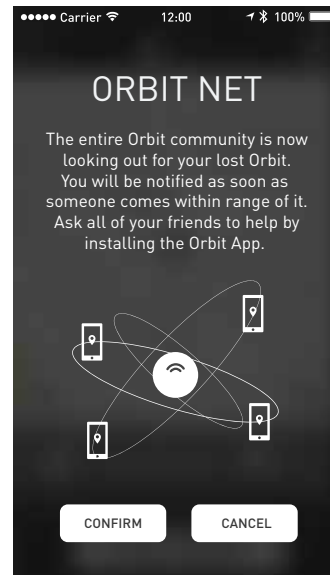 Carrier 12:00 100%
ORBIT NET
The entire Orbit community is now
looking out for your lost Orbit.
You will be notified as soon as
someone comes within range of it.
Ask all of your friends to help by
installing the Orbit App.
CONFIRM CANCEL